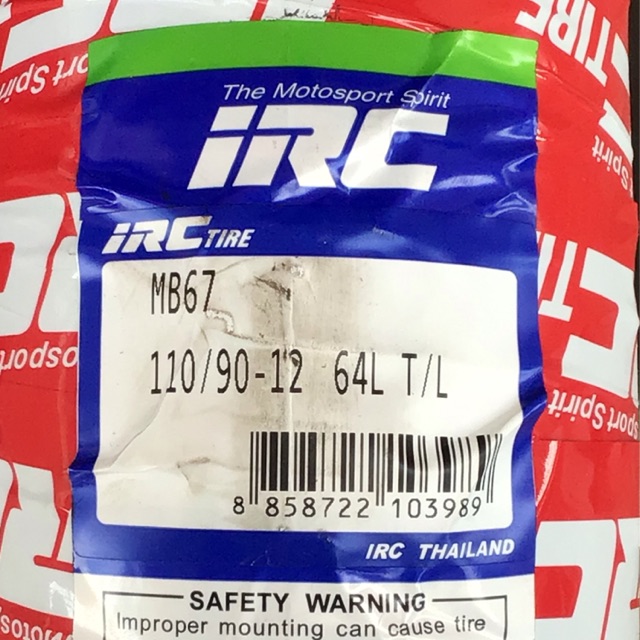 The Motosport Spirit
iRC
iRC TIRE
MB67
110/90-12 64L T/L
8 858722 103989
IRC THAILAND
SAFETY WARNING
Improper mounting can cause tire